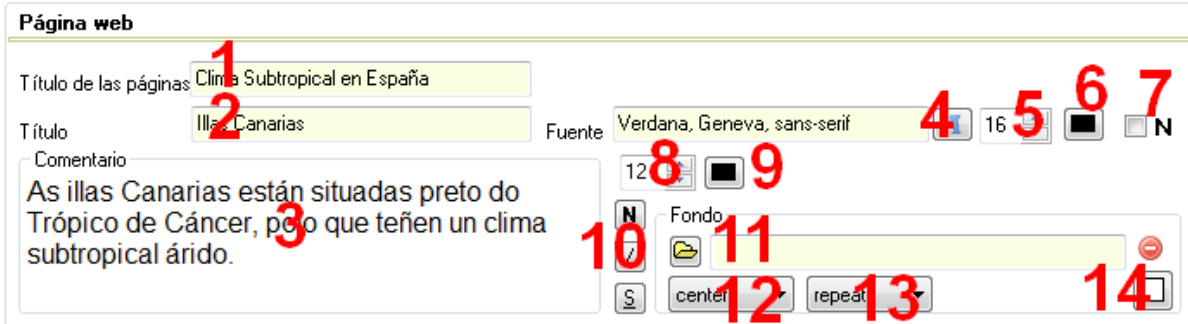 Página web
1
Título de las páginas Clima Subtropical en España
2
Título Illas Canarias Fuente Verdana, Geneva, sans-serif 4 16 5 6 7 N
Comentario 12 8 9
As illas Canarias están situadas preto do
Trópico de Cáncer, polo que teñen un clima
subtropical árido.
3
N
10 /
S
Fondo
11
center 12 repeat 13 14